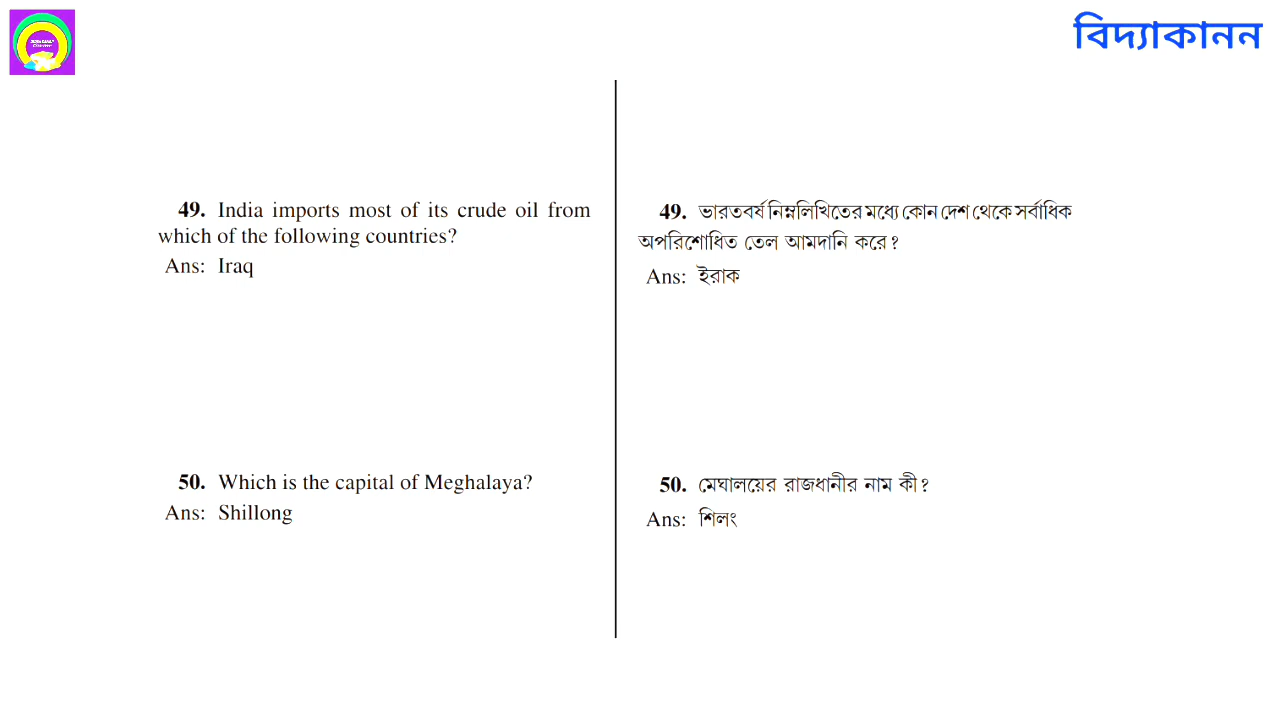 বিদ্যাকানন
49. India imports most of its crude oil from
which of the following countries?
Ans: Iraq
50. Which is the capital of Meghalaya?
Ans: Shillong
49. ভারতবর্ষ নিম্নলিখিতের মধ্যে কোন দেশ থেকে সর্বাধিক
অপরিশোধিত তেল আমদানি করে?
Ans: ইরাক
50. মেঘালয়ের রাজধানীর নাম কী?
Ans: শিলং